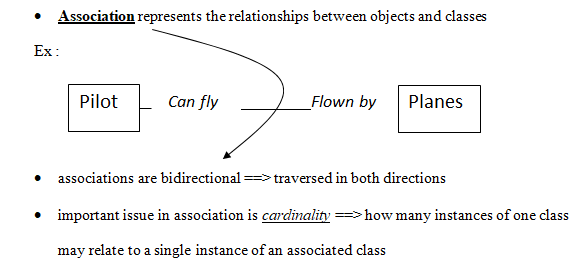 • Association represents the relationships between objects and classes
Ex :
Pilot Can fly Flown by Planes
• associations are bidirectional ==> traversed in both directions
• important issue in association is cardinality ==> how many instances of one class
may relate to a single instance of an associated class